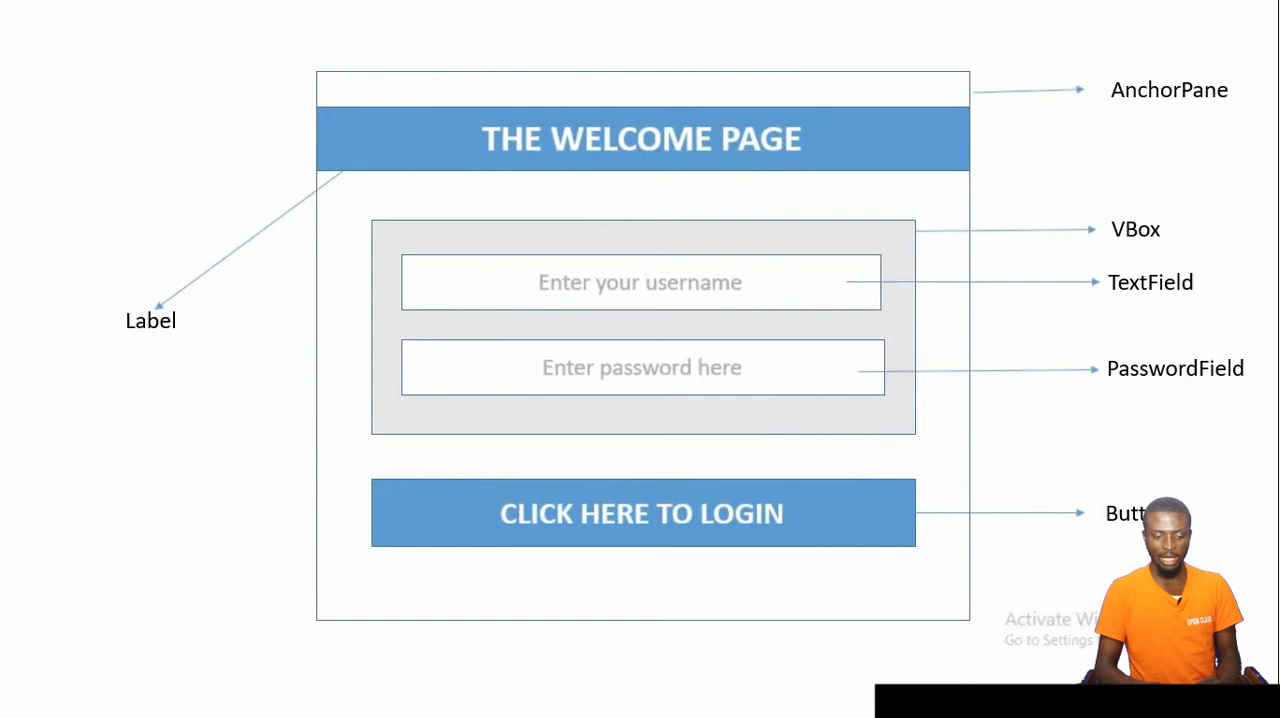 AnchorPane
THE WELCOME PAGE
VBox
Enter your username
TextField
Label
Enter password here
PasswordField
CLICK HERE TO LOGIN
Activate
Go to Settings
OPEN